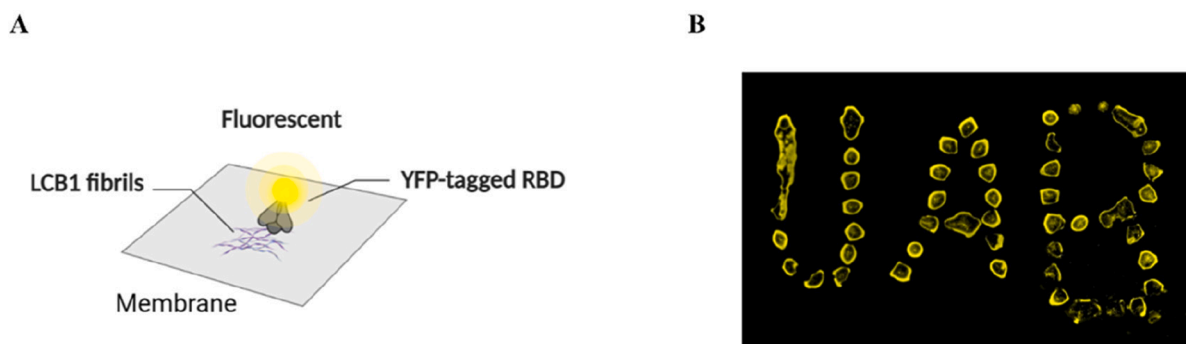 A
B
Fluorescent
LCB1 fibrils
YFP-tagged RBD
Membrane
UAB